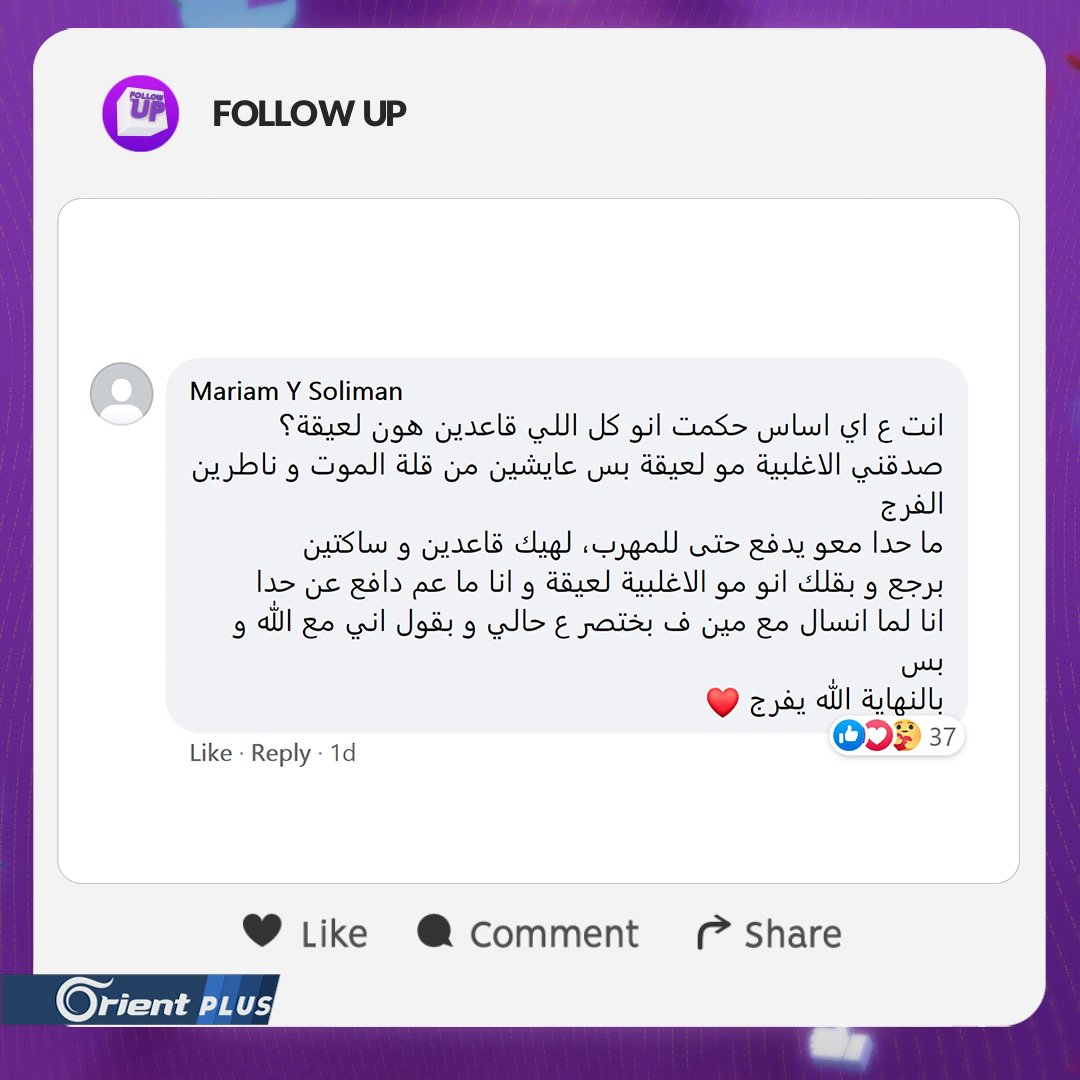 FOLLOW UP
FOLLOW UP
Mariam Y Soliman
انت ع اي اساس حكمت انو كل اللي قاعدين هون لعيقة؟
صدقني الاغلبية مو لعيقة بس عايشين من قلة الموت و ناطرين
الفرج
ما حدا معو يدفع حتى للمهرب، لهيك قاعدين و ساكتين
برجع و بقلك انو مو الاغلبية لعيقة و انا ما عم دافع عن حدا
انا لما انسال مع مين ف بختصر ع حالي و بقول اني مع الله و
بس
بالنهاية الله يفرج ❤️
37
Like · Reply · 1d
Like Comment Share
Orient PLUS